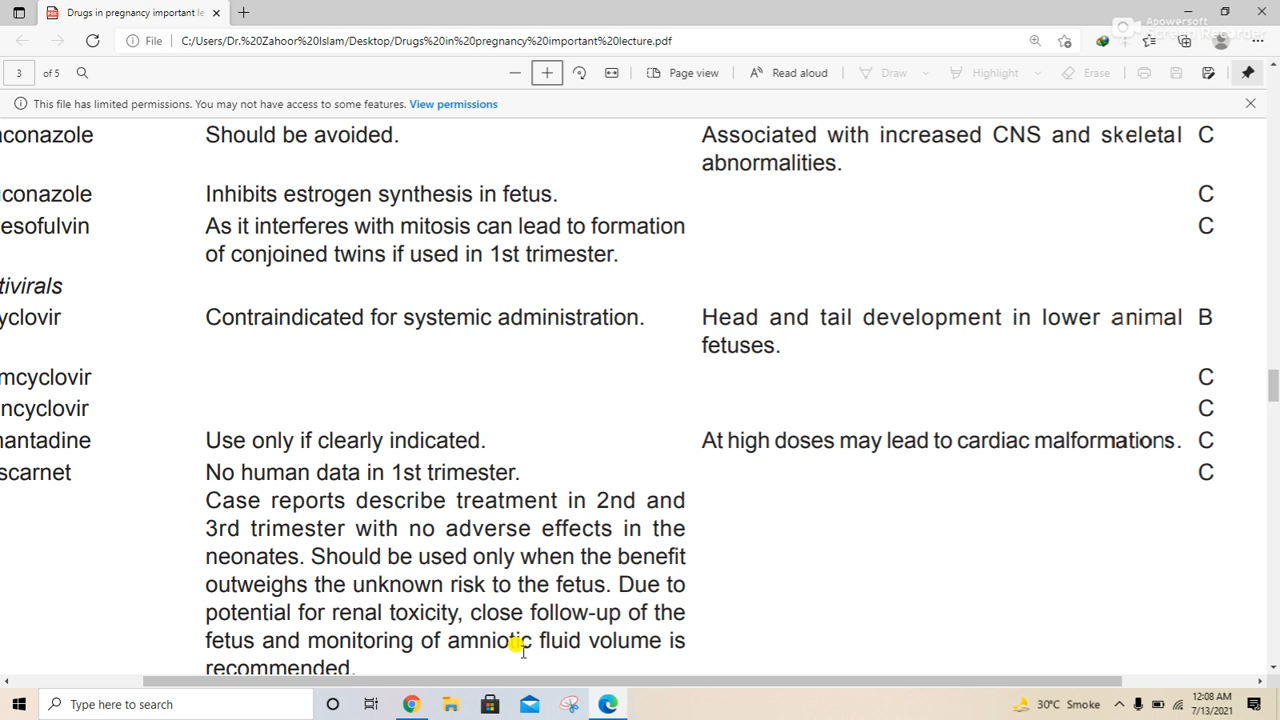 Drugs in pregnancy important le
Apowersoft
Screen Recorder
File C:/Users/Dr.%20Zahoor%20Islam/Desktop/Drugs%20in%20pregnancy%20important%20lecture.pdf
3 of 5 Page view Read aloud Draw Highlight Erase
This file has limited permissions. You may not have access to some features. View permissions
aconazole Should be avoided. Associated with increased CNS and skeletal C
abnormalities.
conazole Inhibits estrogen synthesis in fetus. C
esofulvin As it interferes with mitosis can lead to formation C
of conjoined twins if used in 1st trimester.
tivirals
yclovir Contraindicated for systemic administration. Head and tail development in lower animal B
fetuses.
mcyclovir C
ncyclovir C
nantadine Use only if clearly indicated. At high doses may lead to cardiac malformations. C
scarnet No human data in 1st trimester. C
Case reports describe treatment in 2nd and
3rd trimester with no adverse effects in the
neonates. Should be used only when the benefit
outweighs the unknown risk to the fetus. Due to
potential for renal toxicity, close follow-up of the
fetus and monitoring of amniotic fluid volume is
recommended.
Type here to search 30°C Smoke 12:08 AM
7/13/2021